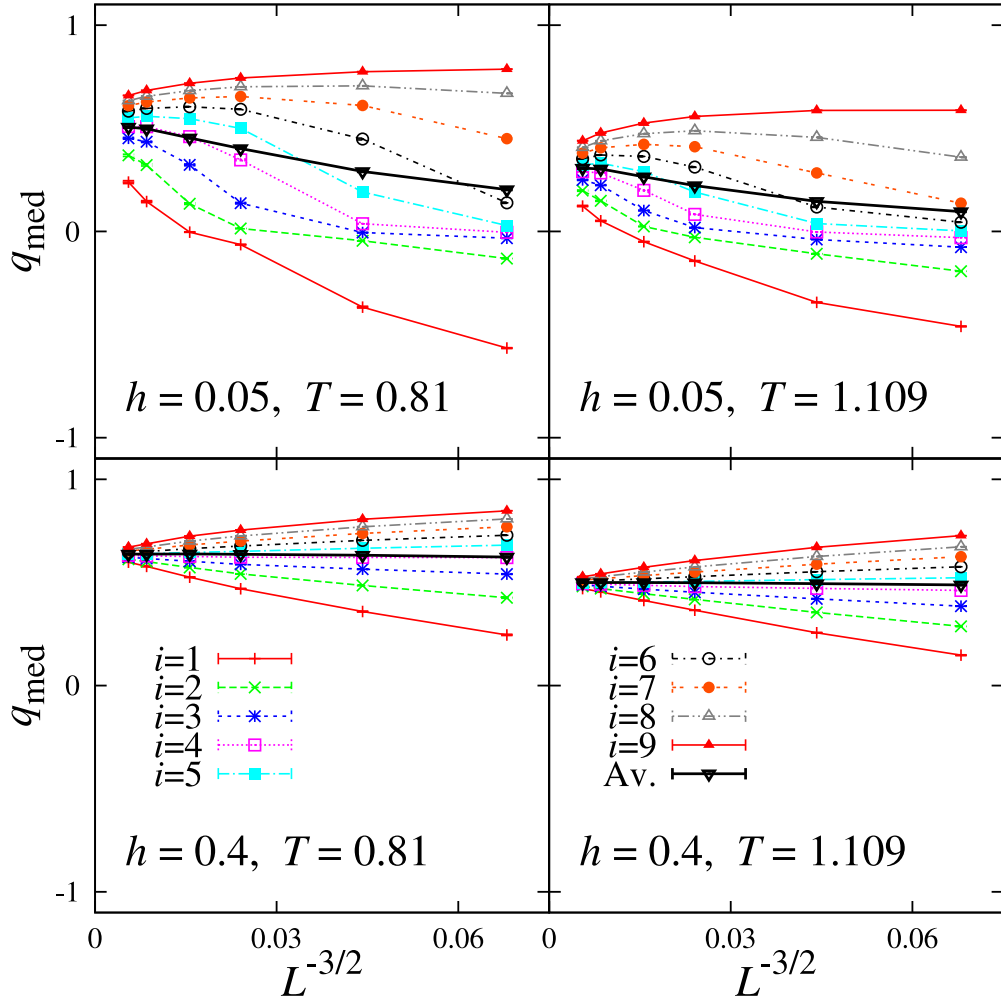 1
0
-1
q_med
h = 0.05, T = 0.81
h = 0.05, T = 1.109
1
0
-1
q_med
i=1
i=2
i=3
i=4
i=5
i=6
i=7
i=8
i=9
Av.
h = 0.4, T = 0.81
h = 0.4, T = 1.109
0 0.03 0.06 0 0.03 0.06
L^-3/2 L^-3/2